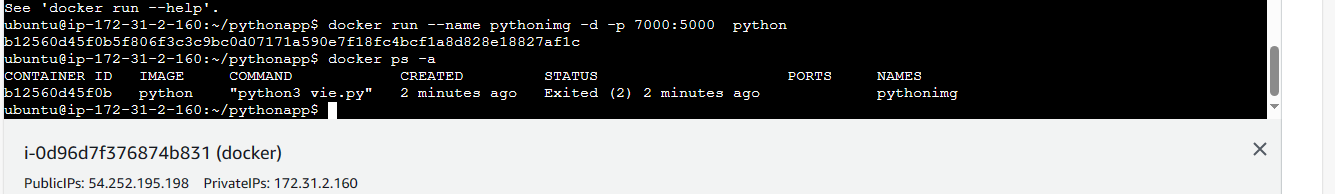 See 'docker run --help'.
ubuntu@ip-172-31-2-160:~/pythonapp$ docker run --name pythonimg -d -p 7000:5000  python
b12560d45f0b5f806f3c3c9bc0d07171a590e7f18fc4bcf1a8d828e18827af1c
ubuntu@ip-172-31-2-160:~/pythonapp$ docker ps -a
CONTAINER ID   IMAGE     COMMAND            CREATED         STATUS                     PORTS     NAMES
b12560d45f0b   python    "python3 vie.py"   2 minutes ago   Exited (2) 2 minutes ago             pythonimg
ubuntu@ip-172-31-2-160:~/pythonapp$
i-0d96d7f376874b831 (docker)
PublicIPs: 54.252.195.198    PrivateIPs: 172.31.2.160